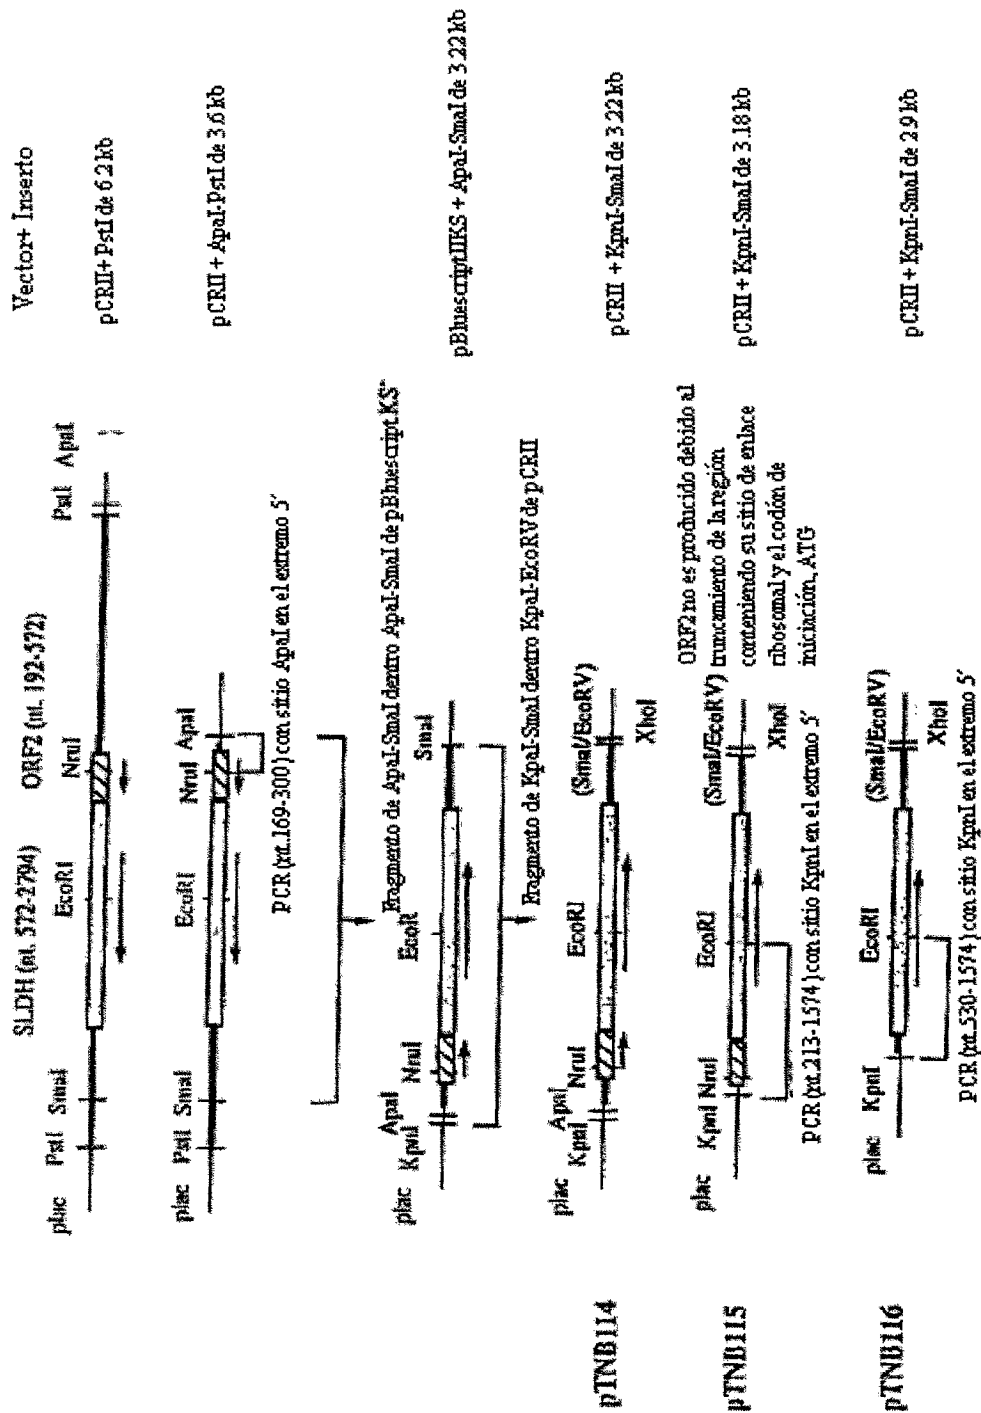 Vector+ Inserto
SLDH (nt. 572-2794) ORF2 (nt. 192-572)
plac PstI SmaI EcoRI NruI PstI ApaI
pCRII+ PstI de 6.2 kb
plac PstI SmaI EcoRI NruI ApaI
pCRII + ApaI-PstI de 3.6 kb
PCR (nt.169-300) con sitio ApaI en el extremo 5´
Fragmento de ApaI-SmaI dentro ApaI-SmaI de pBluescript KS+
plac KpnI ApaI NruI EcoR SmaI
pBluescriptIIKS + ApaI-SmaI de 3.22 kb
Fragmento de KpaI-SmaI dentro KpaI-EcoRV de pCRII
pTNB114
plac KpnI ApaI NruI EcoRI (SmaI/EcoRV)
XhoI
pCRII + KpnI-SmaI de 3.22 kb
ORF2 no es producido debido al
truncamiento de la región
conteniendo su sitio de enlace
ribosomal y el codón de
iniciación, ATG
pTNB115
plac KpnI NruI EcoRI (SmaI/EcoRV)
XhoI
pCRII + KpnI-SmaI de 3.18 kb
PCR (nt.213-1574) con sitio KpnI en el extremo 5´
pTNB116
plac KpnI EcoRI (SmaI/EcoRV)
XhoI
pCRII + KpnI-SmaI de 2.9 kb
PCR (nt.530-1574) con sitio KpnI en el extremo 5´